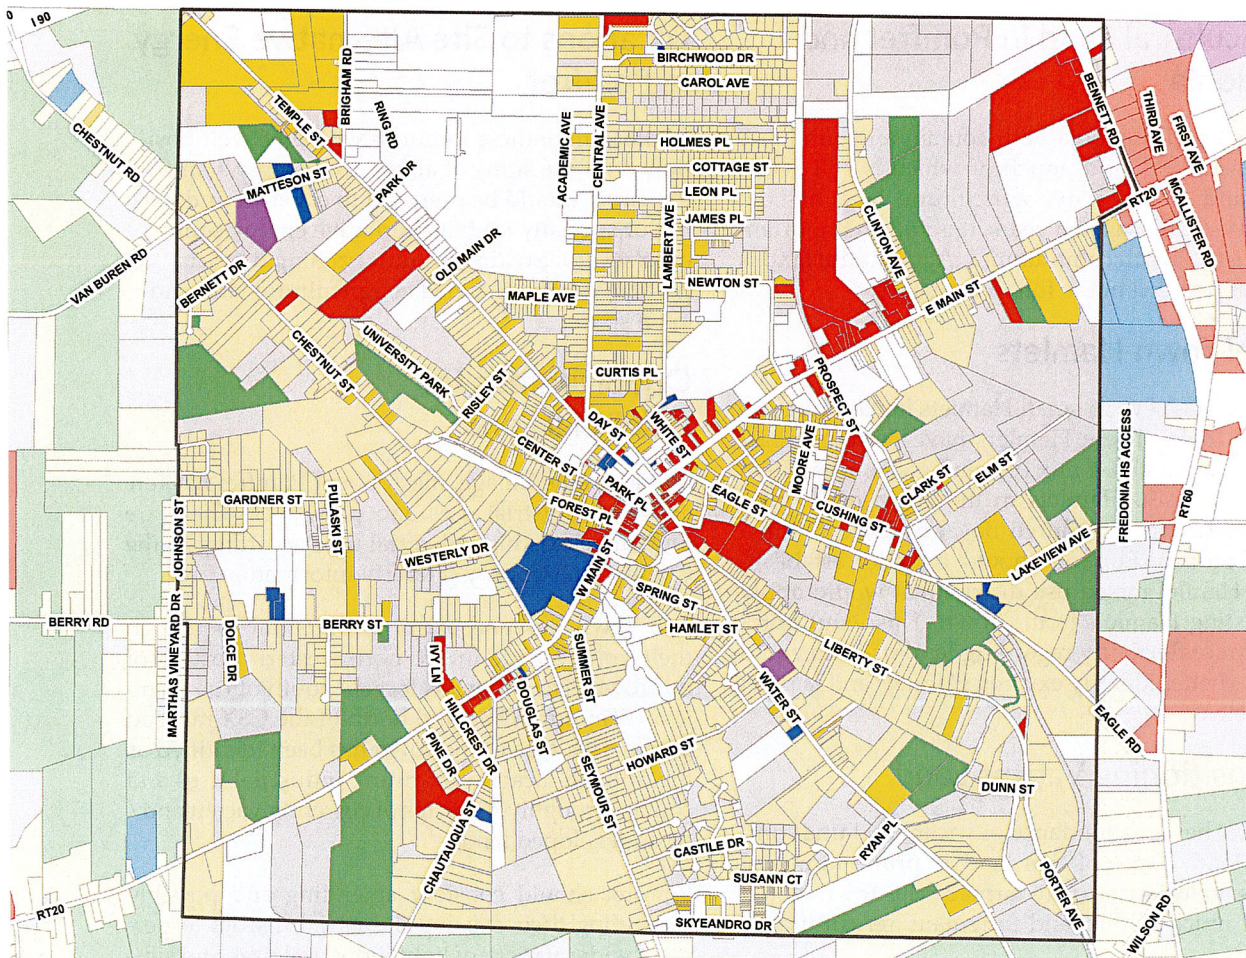 0
I 90
BIRCHWOOD DR
CAROL AVE
BRIGHAM RD
RING RD
TEMPLE ST
ACADEMIC AVE
CENTRAL AVE
BENNETT RD
THIRD AVE
FIRST AVE
CHESTNUT RD
HOLMES PL
COTTAGE ST
MATTESON ST
PARK DR
LEON PL
RT20
MCALLISTER RD
JAMES PL
LAMBERT AVE
CLINTON AVE
OLD MAIN DR
VAN BUREN RD
BERNETT DR
MAPLE AVE
NEWTON ST
E MAIN ST
UNIVERSITY PARK
CHESTNUT ST
RISLEY ST
CURTIS PL
PROSPECT ST
DAY ST
WHITE ST
MOORE AVE
CENTER ST
PARK PL
EAGLE ST
CLARK ST
ELM ST
FREDONIA HS ACCESS
RT60
GARDNER ST
PULASKI ST
FOREST PL
CUSHING ST
JOHNSON ST
WESTERLY DR
W MAIN ST
LAKEVIEW AVE
SPRING ST
BERRY RD
MARTHAS VINEYARD DR
DOLCE DR
BERRY ST
HAMLET ST
IVY LN
SUMMER ST
LIBERTY ST
DOUGLAS ST
WATER ST
HILLCREST DR
PINE DR
SEYMOUR ST
HOWARD ST
EAGLE RD
DUNN ST
CHAUTAUQUA ST
CASTILE DR
RYAN PL
SUSANN CT
PORTER AVE
RT20
SKYEANDRO DR
WILSON RD